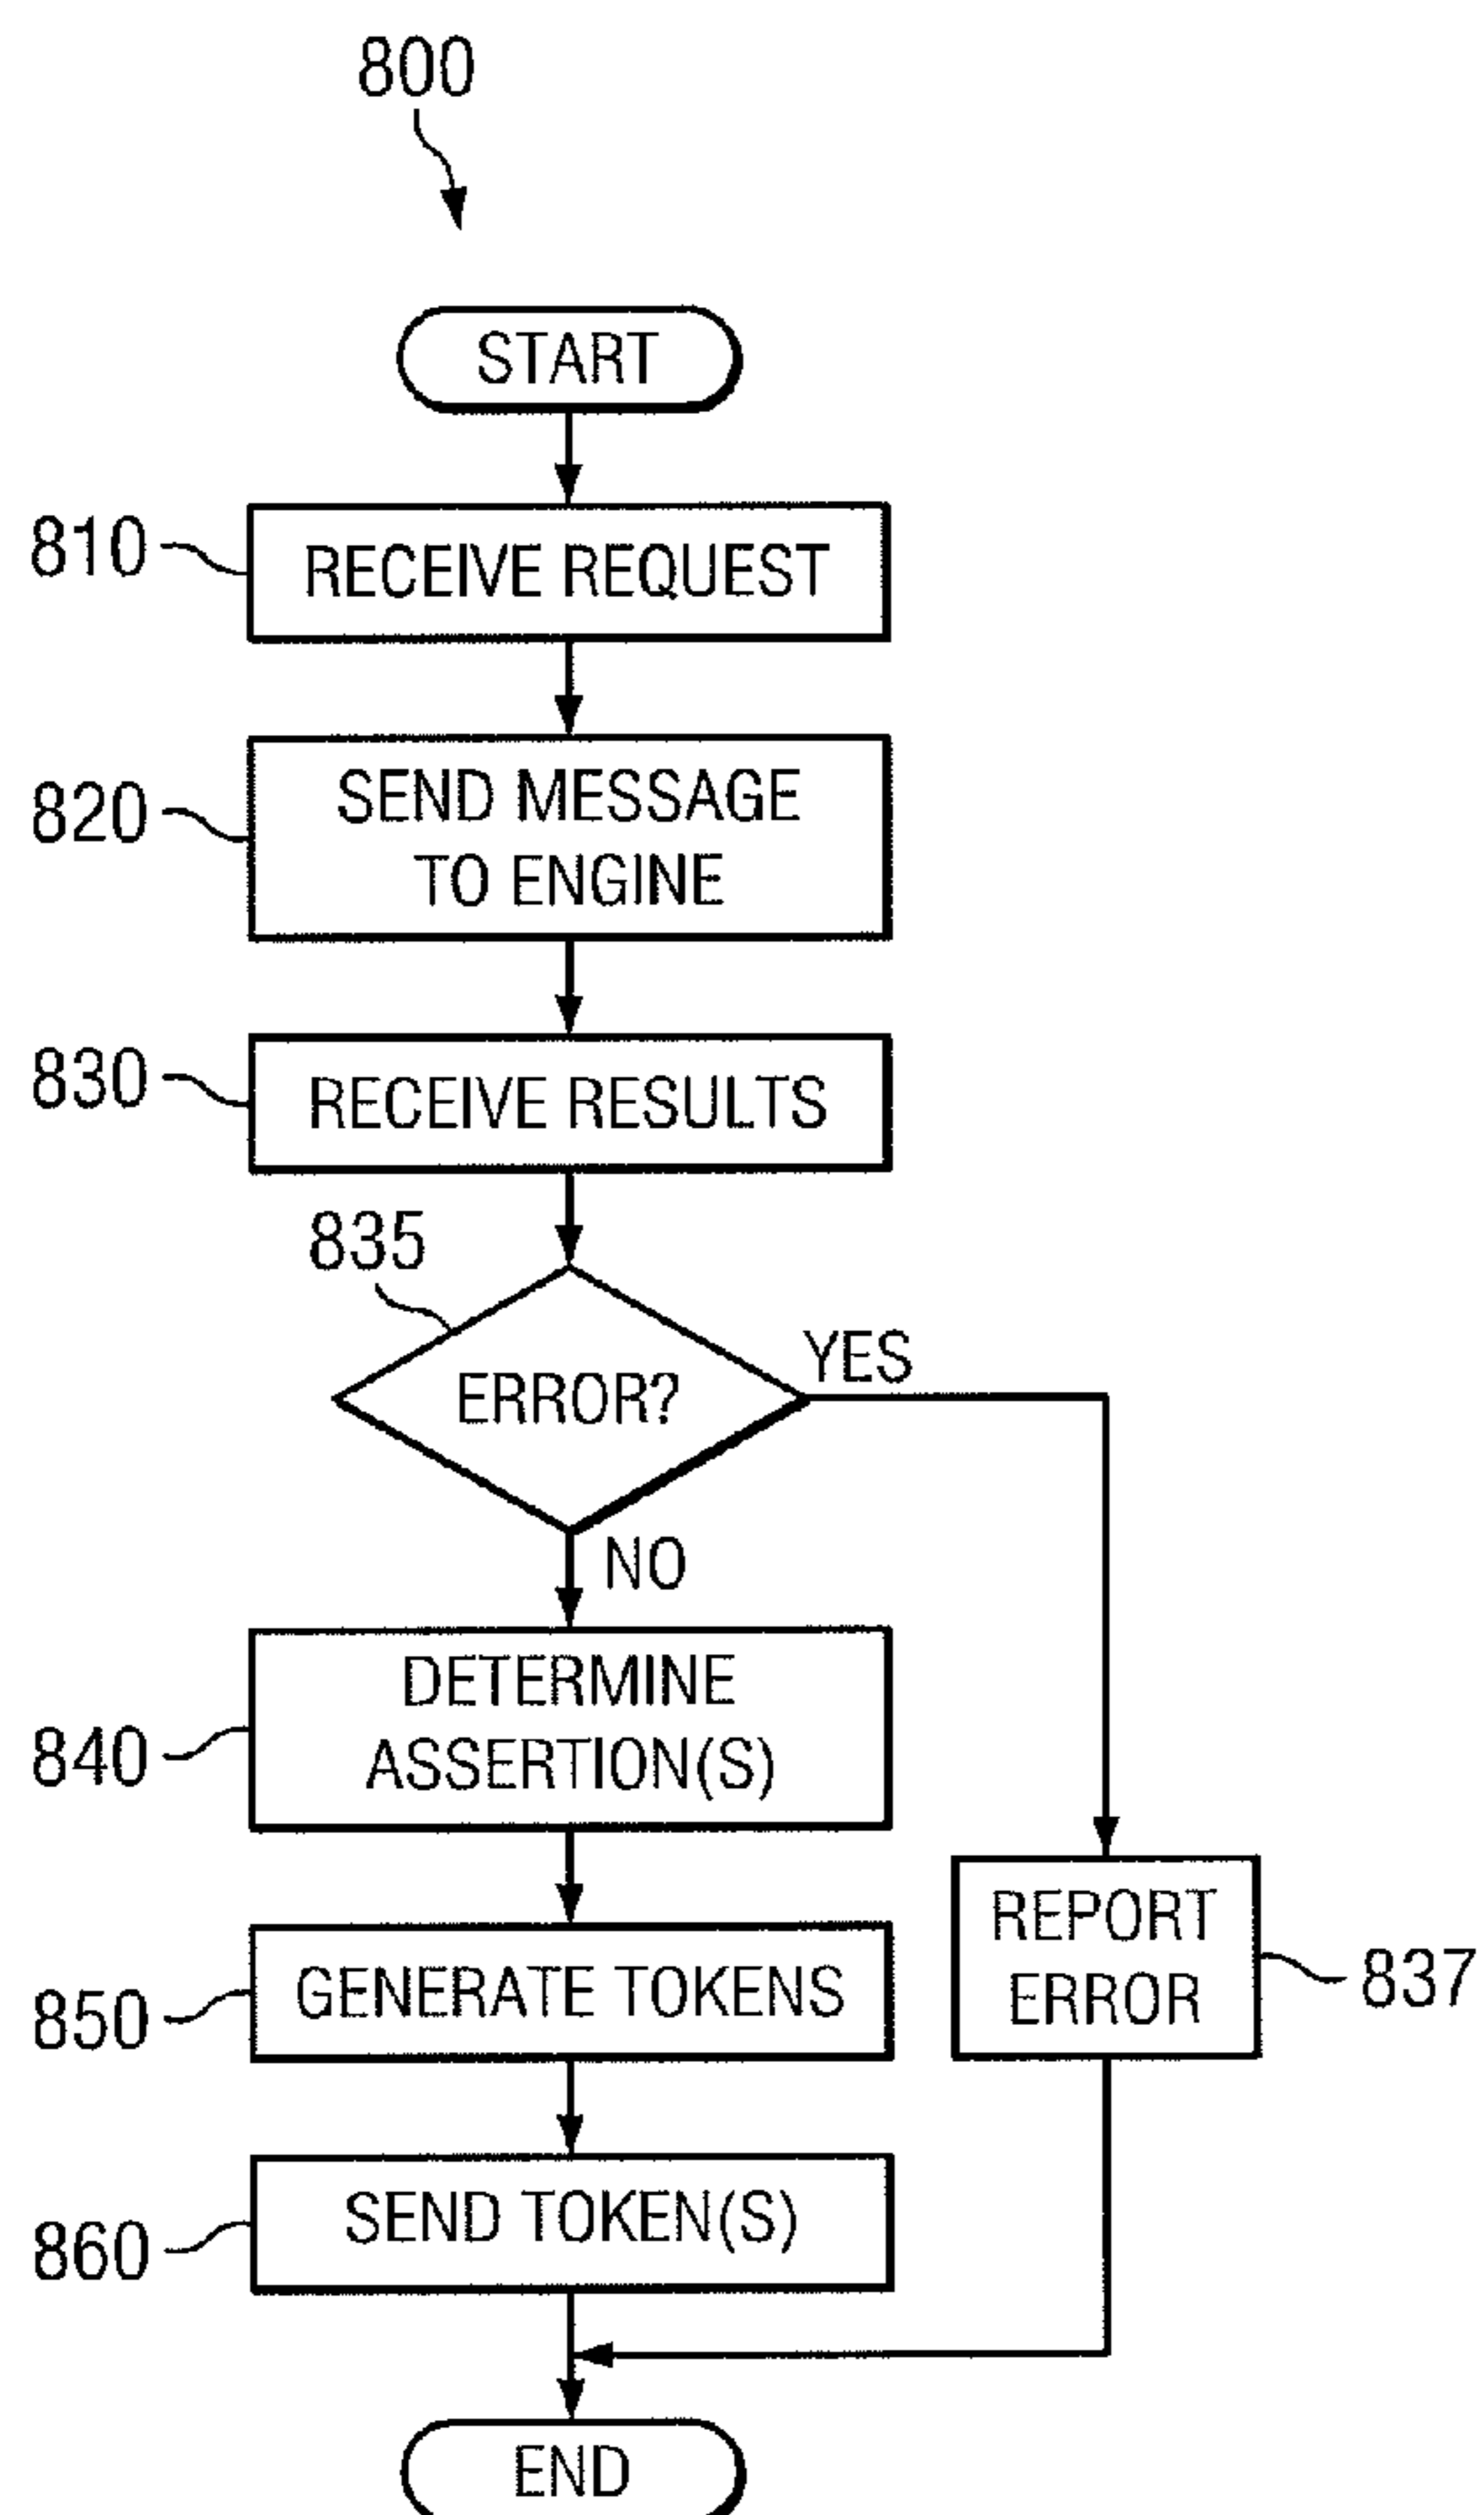 800
START
810
RECEIVE REQUEST
820
SEND MESSAGE
TO ENGINE
830
RECEIVE RESULTS
835
ERROR?
YES
NO
840
DETERMINE
ASSERTION(S)
850
GENERATE TOKENS
REPORT
ERROR
837
860
SEND TOKEN(S)
END